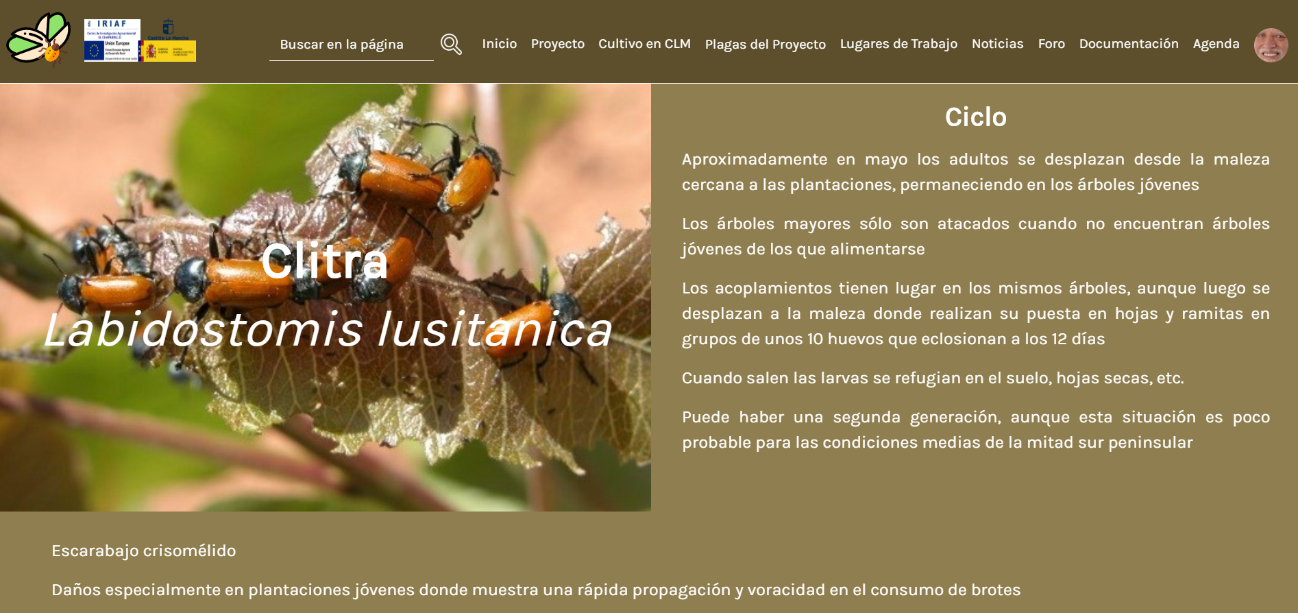 IRIAF
Unión Europea
Castilla-La Mancha
Buscar en la página
Inicio Proyecto Cultivo en CLM Plagas del Proyecto Lugares de Trabajo Noticias Foro Documentación Agenda
Clitra
Labidostomis lusitanica
Ciclo
Aproximadamente en mayo los adultos se desplazan desde la maleza
cercana a las plantaciones, permaneciendo en los árboles jóvenes
Los árboles mayores sólo son atacados cuando no encuentran árboles
jóvenes de los que alimentarse
Los acoplamientos tienen lugar en los mismos árboles, aunque luego se
desplazan a la maleza donde realizan su puesta en hojas y ramitas en
grupos de unos 10 huevos que eclosionan a los 12 días
Cuando salen las larvas se refugian en el suelo, hojas secas, etc.
Puede haber una segunda generación, aunque esta situación es poco
probable para las condiciones medias de la mitad sur peninsular
Escarabajo crisomélido
Daños especialmente en plantaciones jóvenes donde muestra una rápida propagación y voracidad en el consumo de brotes